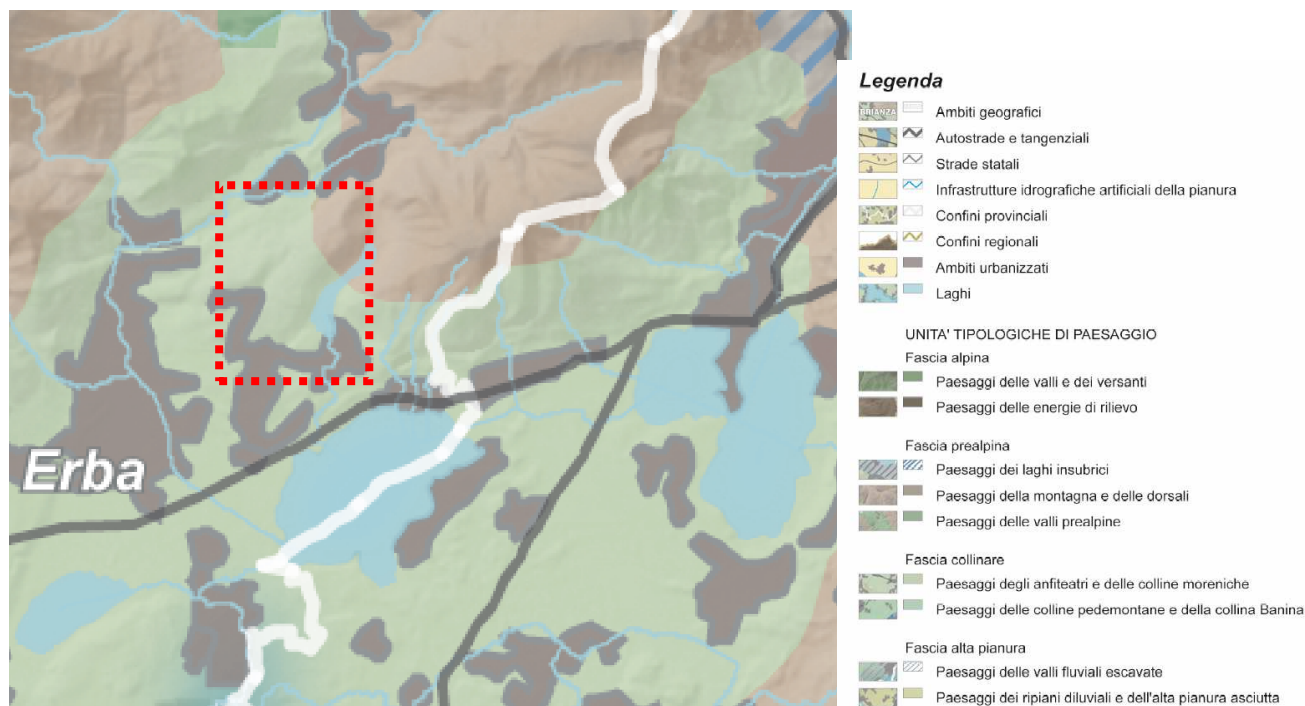 Erba
Legenda
BRIANZA
Ambiti geografici
Autostrade e tangenziali
Strade statali
Infrastrutture idrografiche artificiali della pianura
Confini provinciali
Confini regionali
Ambiti urbanizzati
Laghi
UNITA' TIPOLOGICHE DI PAESAGGIO
Fascia alpina
Paesaggi delle valli e dei versanti
Paesaggi delle energie di rilievo
Fascia prealpina
Paesaggi dei laghi insubrici
Paesaggi della montagna e delle dorsali
Paesaggi delle valli prealpine
Fascia collinare
Paesaggi degli anfiteatri e delle colline moreniche
Paesaggi delle colline pedemontane e della collina Banina
Fascia alta pianura
Paesaggi delle valli fluviali escavate
Paesaggi dei ripiani diluviali e dell'alta pianura asciutta